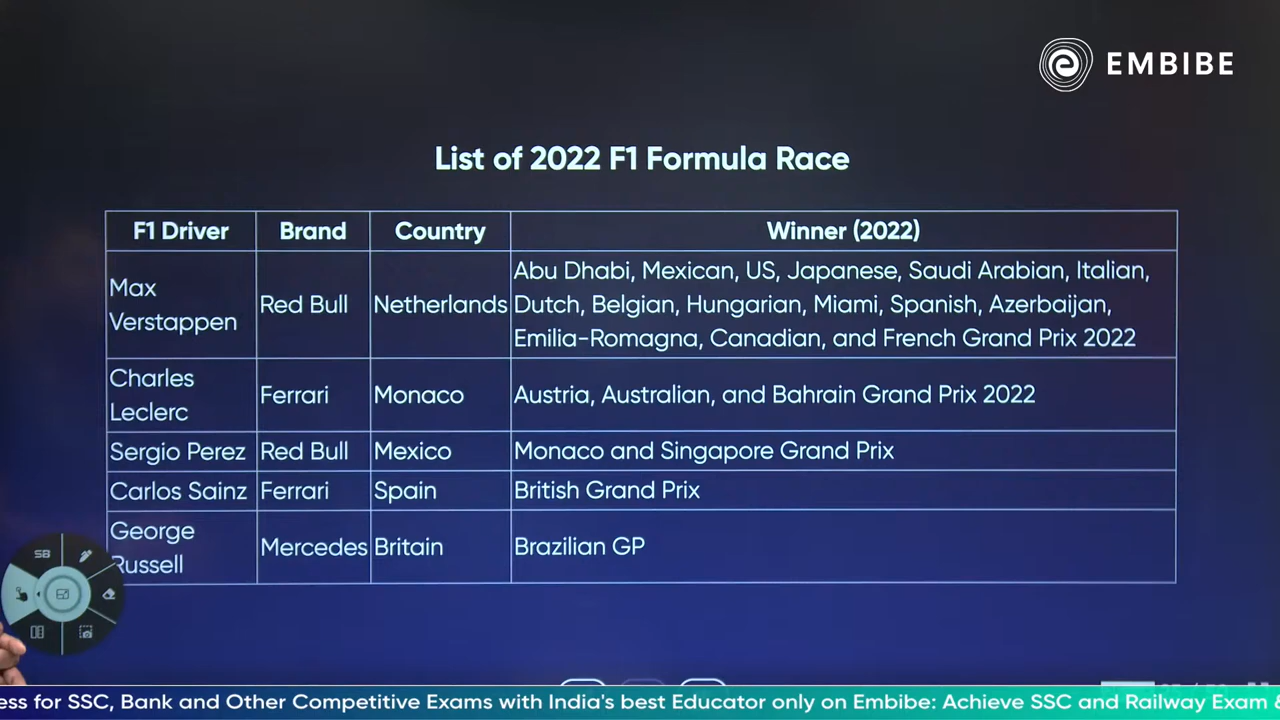 EMBIBE
List of 2022 F1 Formula Race
F1 Driver Brand Country Winner (2022)
Max
Verstappen
Red Bull
Netherlands
Abu Dhabi, Mexican, US, Japanese, Saudi Arabian, Italian,
Dutch, Belgian, Hungarian, Miami, Spanish, Azerbaijan,
Emilia-Romagna, Canadian, and French Grand Prix 2022
Charles
Leclerc
Ferrari
Monaco
Austria, Australian, and Bahrain Grand Prix 2022
Sergio Perez Red Bull Mexico Monaco and Singapore Grand Prix
Carlos Sainz Ferrari Spain British Grand Prix
George
Russell
Mercedes
Britain
Brazilian GP
SB
ess for SSC, Bank and Other Competitive Exams with India's best Educator only on Embibe: Achieve SSC and Railway Exam